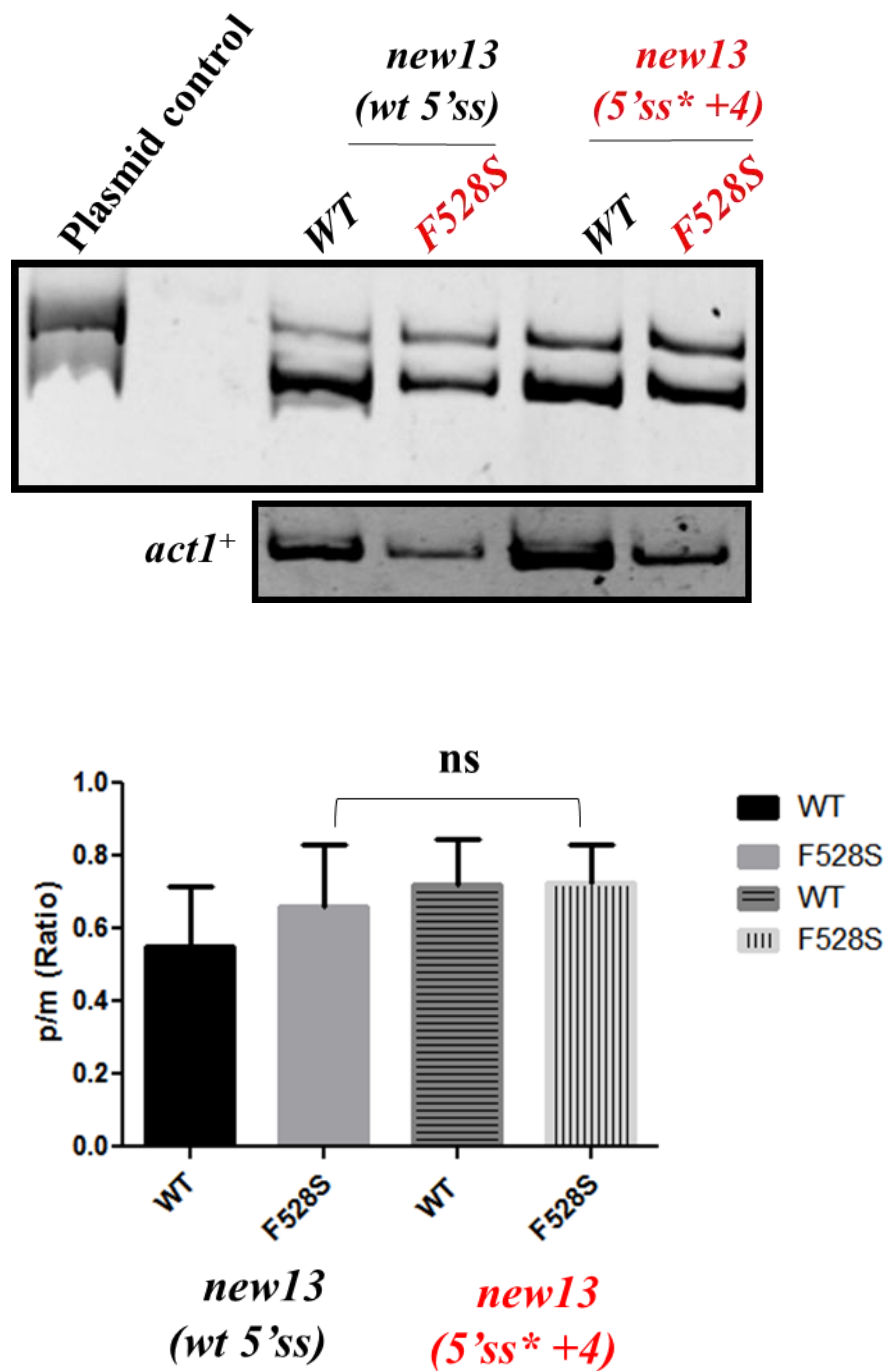 Plasmid control
new13
(wt 5’ss)
new13
(5’ss* +4)
WT
F528S
WT
F528S
act1+
ns
1.0
0.8
0.6
0.4
0.2
0.0
p/m (Ratio)
WT
F528S
WT
F528S
WT
F528S
WT
F528S
new13
(wt 5’ss)
new13
(5’ss* +4)